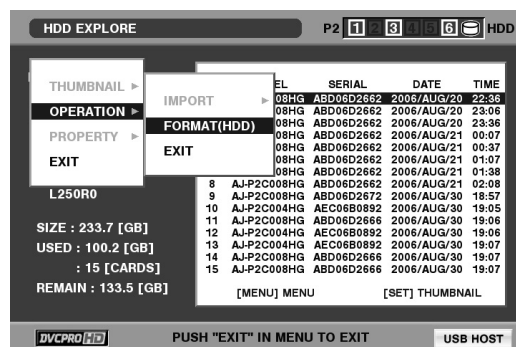 HDD EXPLORE
P2 1 2 3 4 5 6 HDD
THUMBNAIL
OPERATION
PROPERTY
EXIT
IMPORT
FORMAT(HDD)
EXIT
L250R0
SIZE : 233.7 [GB]
USED : 100.2 [GB]
: 15 [CARDS]
REMAIN : 133.5 [GB]
EL SERIAL DATE TIME
08HG ABD06D2662 2006/AUG/20 22:36
08HG ABD06D2662 2006/AUG/20 23:06
08HG ABD06D2662 2006/AUG/20 23:36
08HG ABD06D2662 2006/AUG/21 00:07
08HG ABD06D2662 2006/AUG/21 00:37
08HG ABD06D2662 2006/AUG/21 01:07
08HG ABD06D2662 2006/AUG/21 01:38
8 AJ-P2C008HG ABD06D2662 2006/AUG/21 02:08
9 AJ-P2C008HG ABD06D2672 2006/AUG/30 18:57
10 AJ-P2C004HG AEC06B0892 2006/AUG/30 19:05
11 AJ-P2C008HG ABD06D2666 2006/AUG/30 19:06
12 AJ-P2C004HG AEC06B0892 2006/AUG/30 19:06
13 AJ-P2C004HG AEC06B0892 2006/AUG/30 19:07
14 AJ-P2C008HG ABD06D2666 2006/AUG/30 19:07
15 AJ-P2C008HG ABD06D2666 2006/AUG/30 19:07
[MENU] MENU [SET] THUMBNAIL
DVCPRO HD
PUSH "EXIT" IN MENU TO EXIT
USB HOST